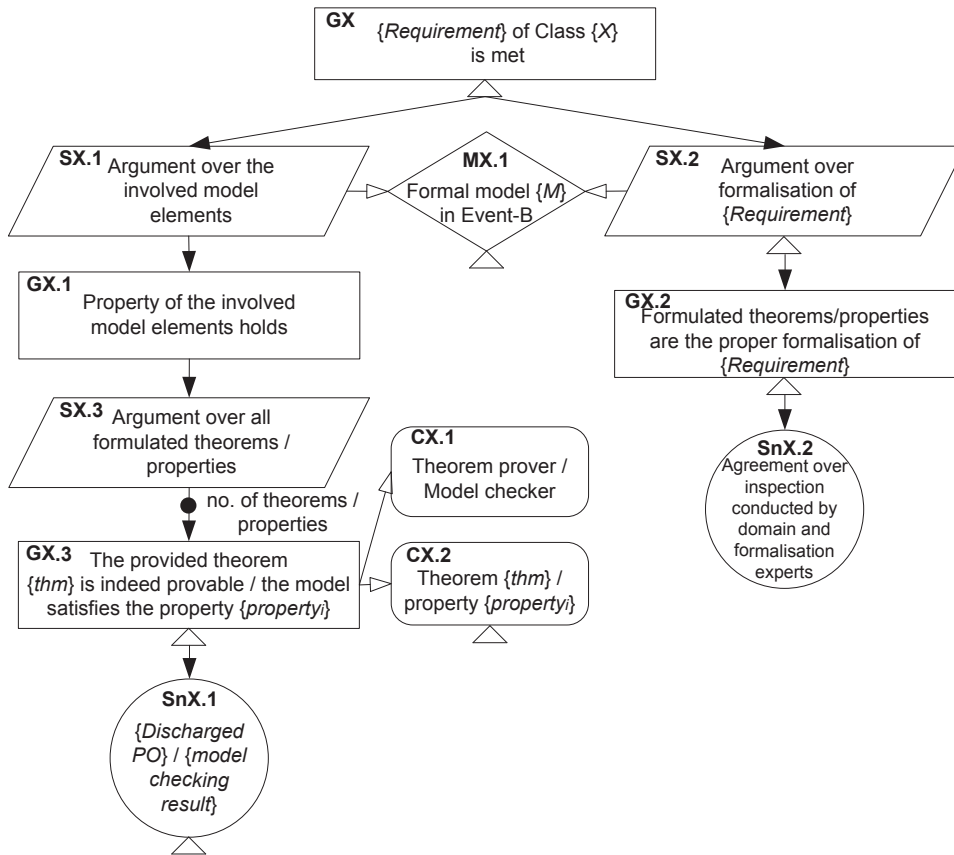 GX
{Requirement} of Class {X}
is met
SX.1
Argument over the
involved model
elements
MX.1
Formal model {M}
in Event-B
SX.2
Argument over
formalisation of
{Requirement}
GX.1
Property of the involved
model elements holds
GX.2
Formulated theorems/properties
are the proper formalisation of
{Requirement}
SX.3
Argument over all
formulated theorems /
properties
CX.1
Theorem prover /
Model checker
SnX.2
Agreement over
inspection
conducted by
domain and
formalisation
experts
no. of theorems /
properties
GX.3
The provided theorem
{thm} is indeed provable / the model
satisfies the property {propertyi}
CX.2
Theorem {thm} /
property {propertyi}
SnX.1
{Discharged
PO} / {model
checking
result}